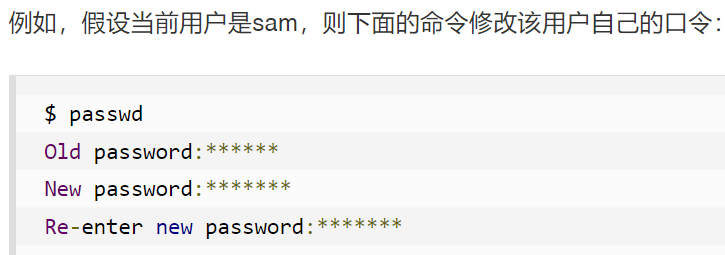 例如，假设当前用户是sam，则下面的命令修改该用户自己的口令：
$ passwd
Old password:******
New password:*******
Re-enter new password:*******